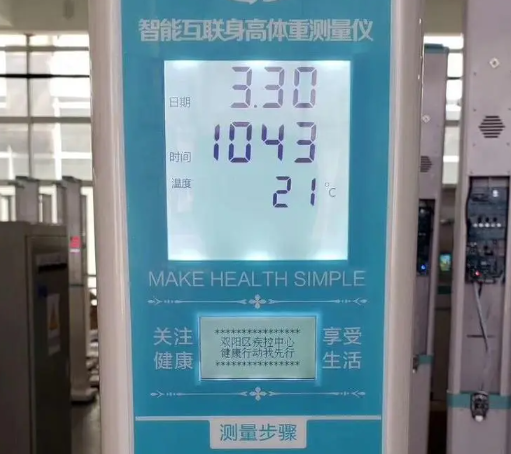 智能互联身高体重测量仪
日期 3.30
时间 1043
温度 21 °C
MAKE HEALTH SIMPLE
关注 健康
****************
双阳区疾控中心
健康行动我先行
****************
享受 生活
测量步骤